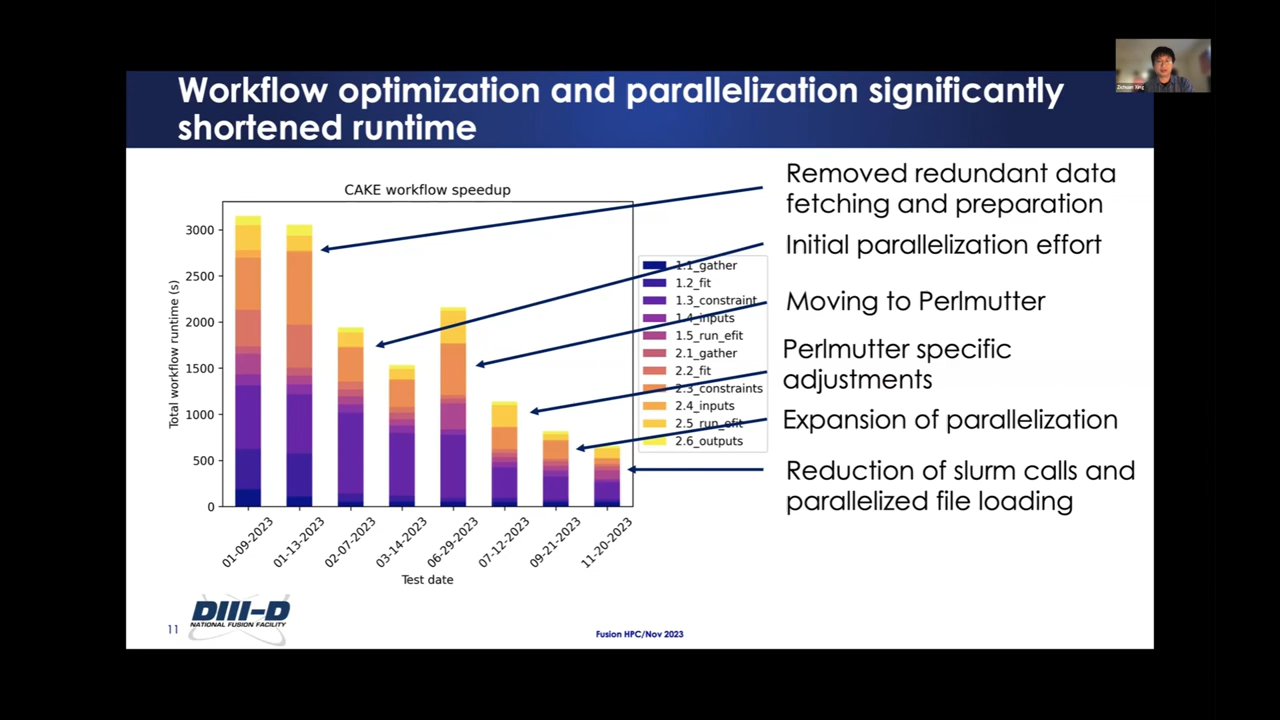 Zichuan Xing
Workflow optimization and parallelization significantly
shortened runtime
CAKE workflow speedup
Total workflow runtime (s)
3000
2500
2000
1500
1000
500
0
01-09-2023
01-13-2023
02-07-2023
03-14-2023
06-29-2023
07-12-2023
09-21-2023
11-20-2023
Test date
1.1_gather
1.2_fit
1.3_constraint
1.4_inputs
1.5_run_efit
2.1_gather
2.2_fit
2.3_constraints
2.4_inputs
2.5_run_efit
2.6_outputs
Removed redundant data
fetching and preparation
Initial parallelization effort
Moving to Perlmutter
Perlmutter specific
adjustments
Expansion of parallelization
Reduction of slurm calls and
parallelized file loading
11
DIII-D
NATIONAL FUSION FACILITY
Fusion HPC/Nov 2023